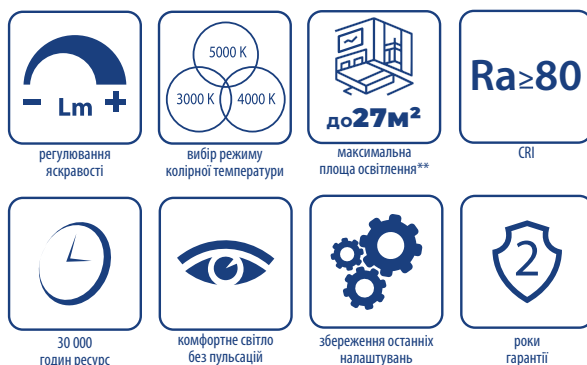 - Lm +
регулювання
яскравості
5000 K
3000 K
4000 K
вибір режиму
колірної температури
до27м²
максимальна
площа освітлення**
Ra≥80
CRI
30 000
годин ресурс
комфортне світло
без пульсацій
збереження останніх
налаштувань
2
роки
гарантії